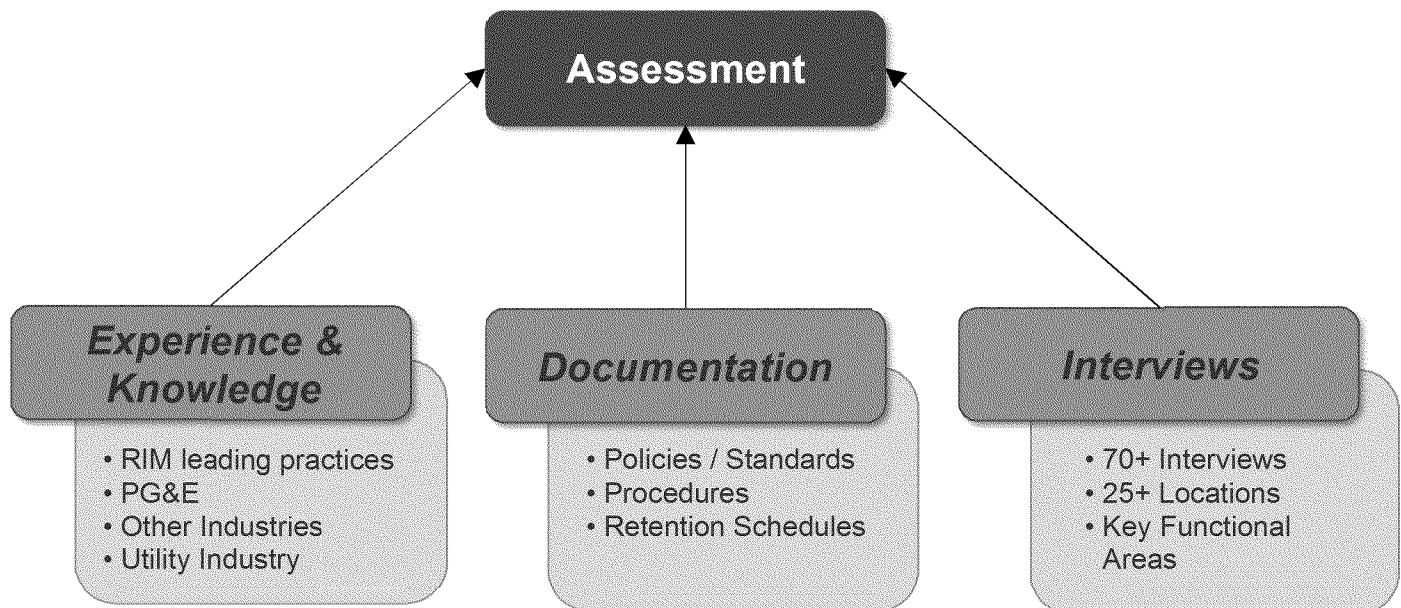 Assessment
Experience &
Knowledge
• RIM leading practices
• PG&E
• Other Industries
• Utility Industry
Documentation
• Policies / Standards
• Procedures
• Retention Schedules
Interviews
• 70+ Interviews
• 25+ Locations
• Key Functional
Areas